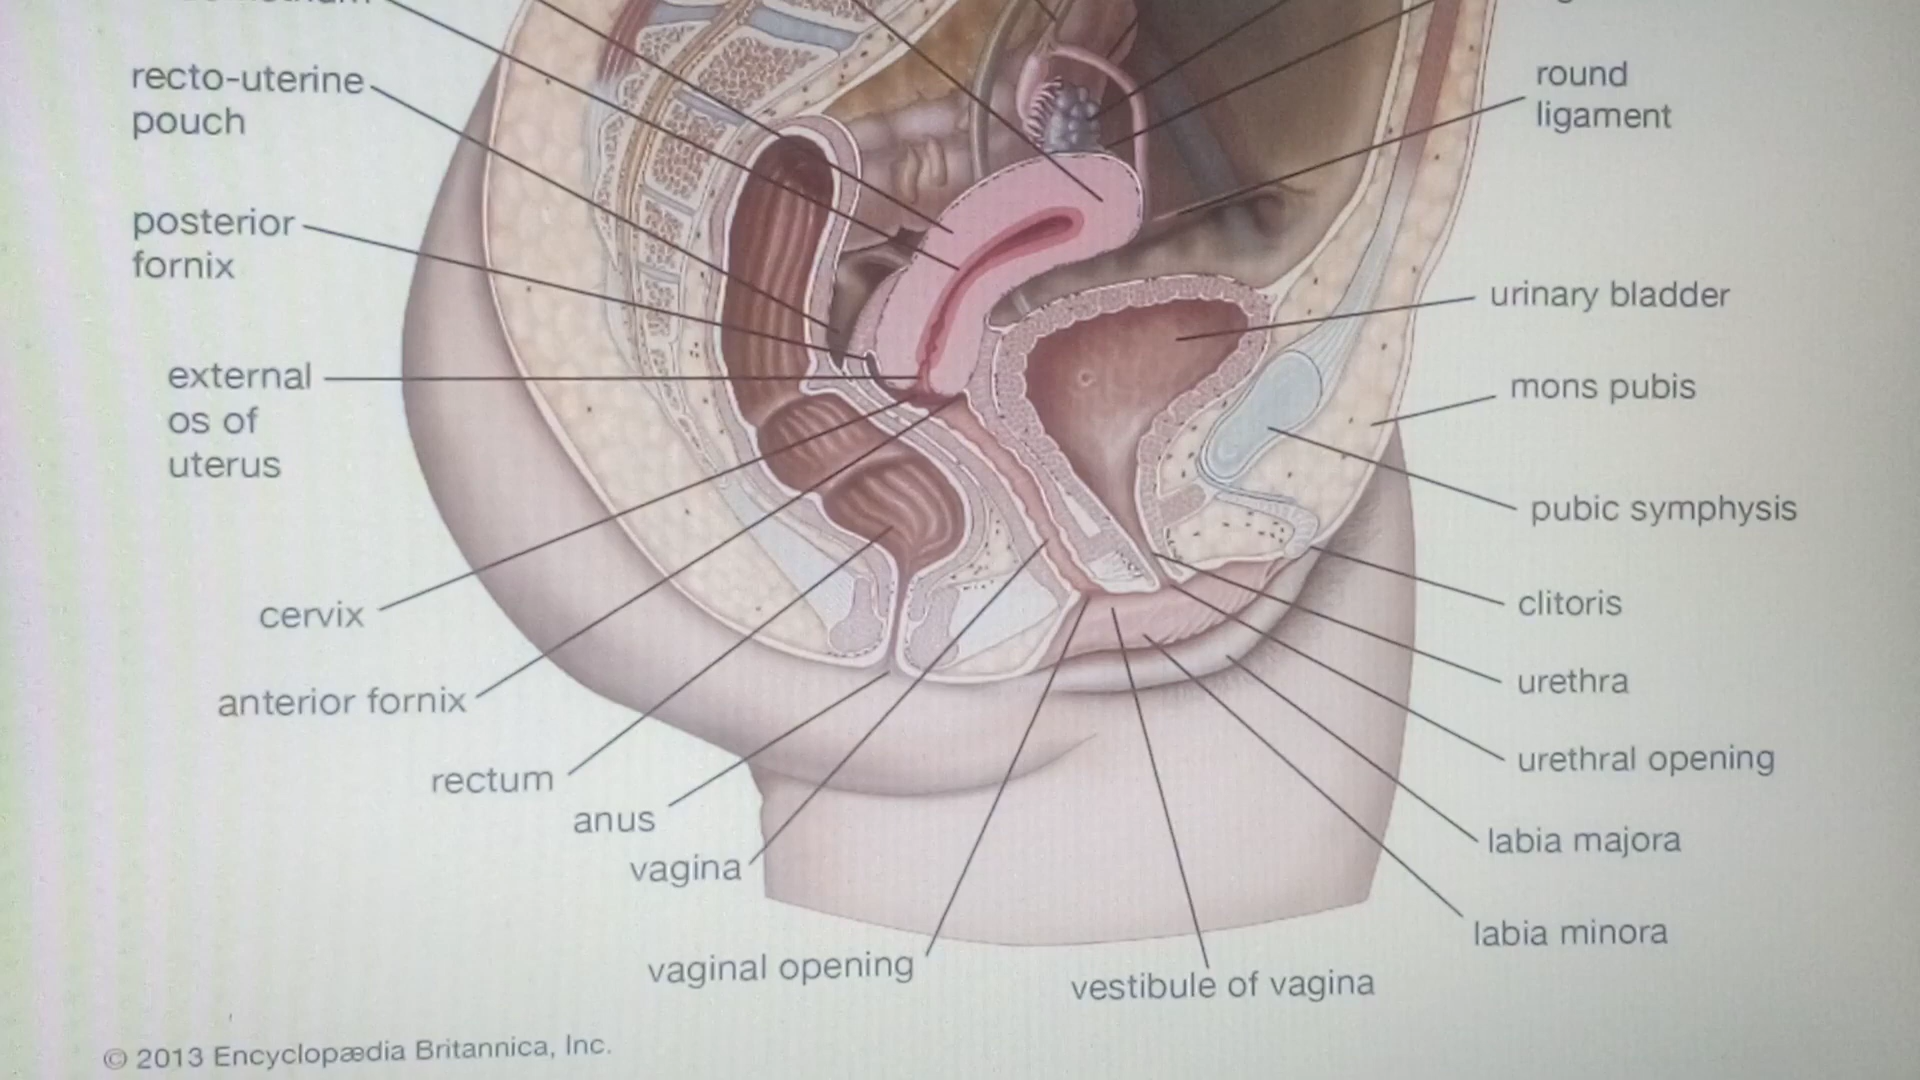 recto-uterine
pouch
posterior
fornix
external
os of
uterus
cervix
anterior fornix
rectum
anus
vagina
vaginal opening
vestibule of vagina
round
ligament
urinary bladder
mons pubis
pubic symphysis
clitoris
urethra
urethral opening
labia majora
labia minora
© 2013 Encyclopædia Britannica, Inc.